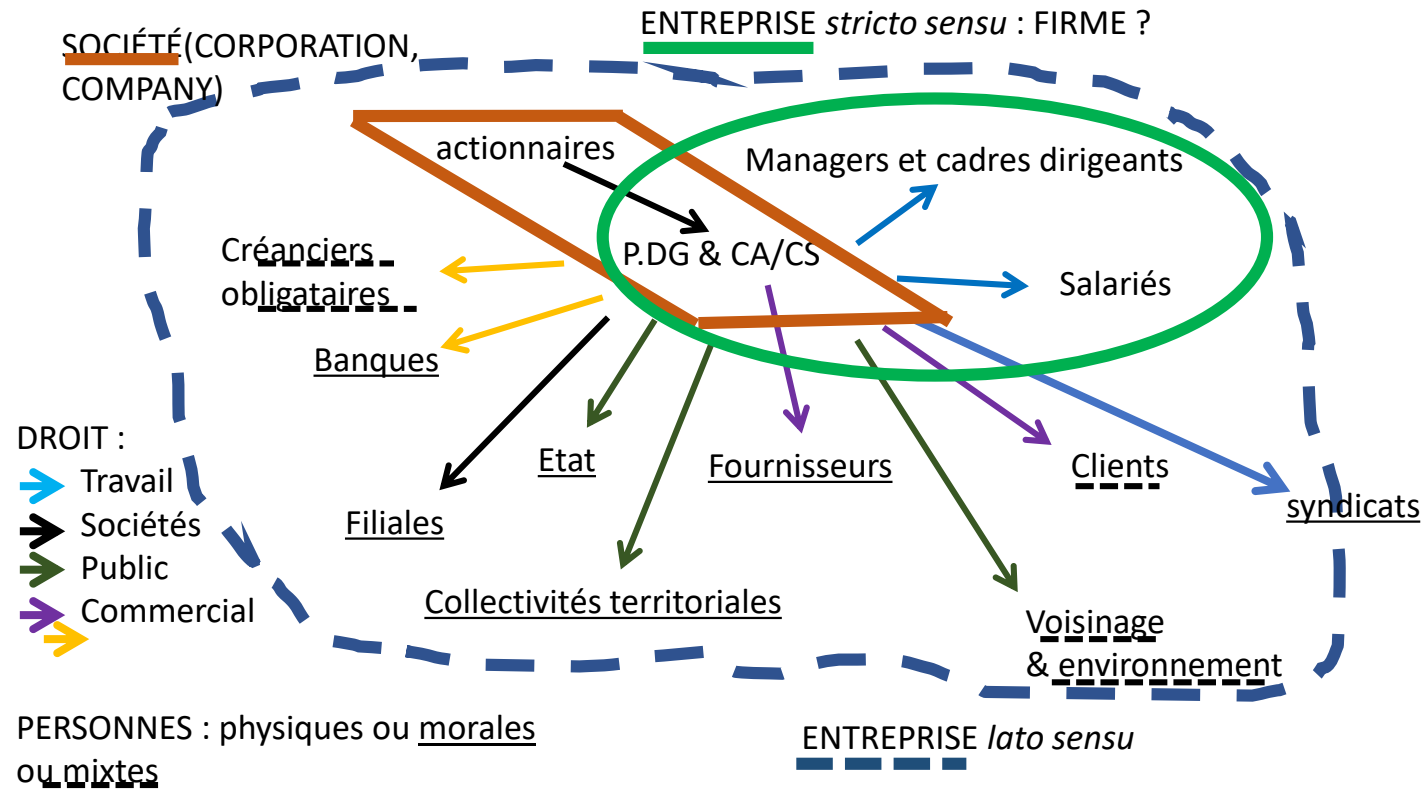 SOCIÉTÉ(CORPORATION,
COMPANY)
ENTREPRISE stricto sensu : FIRME ?
actionnaires
Managers et cadres dirigeants
P.DG & CA/CS
Créanciers
obligataires
Salariés
Banques
DROIT :
Travail
Sociétés
Public
Commercial
Etat
Fournisseurs
Clients
syndicats
Filiales
Collectivités territoriales
Voisinage
& environnement
PERSONNES : physiques ou morales
ou mixtes
ENTREPRISE lato sensu